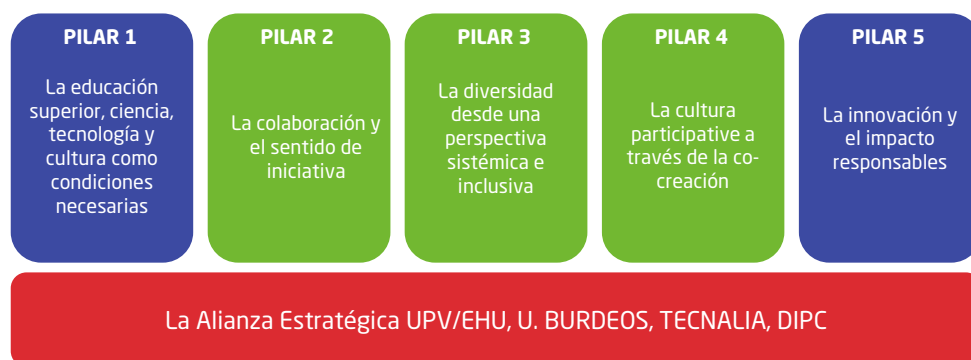 PILAR 1
La educación
superior, ciencia,
tecnología y
cultura como
condiciones
necesarias
PILAR 2
La colaboración y
el sentido de
iniciativa
PILAR 3
La diversidad
desde una
perspectiva
sistémica e
inclusiva
PILAR 4
La cultura
participative a
través de la co-
creación
PILAR 5
La innovación y
el impacto
responsables
La Alianza Estratégica UPV/EHU, U. BURDEOS, TECNALIA, DIPC